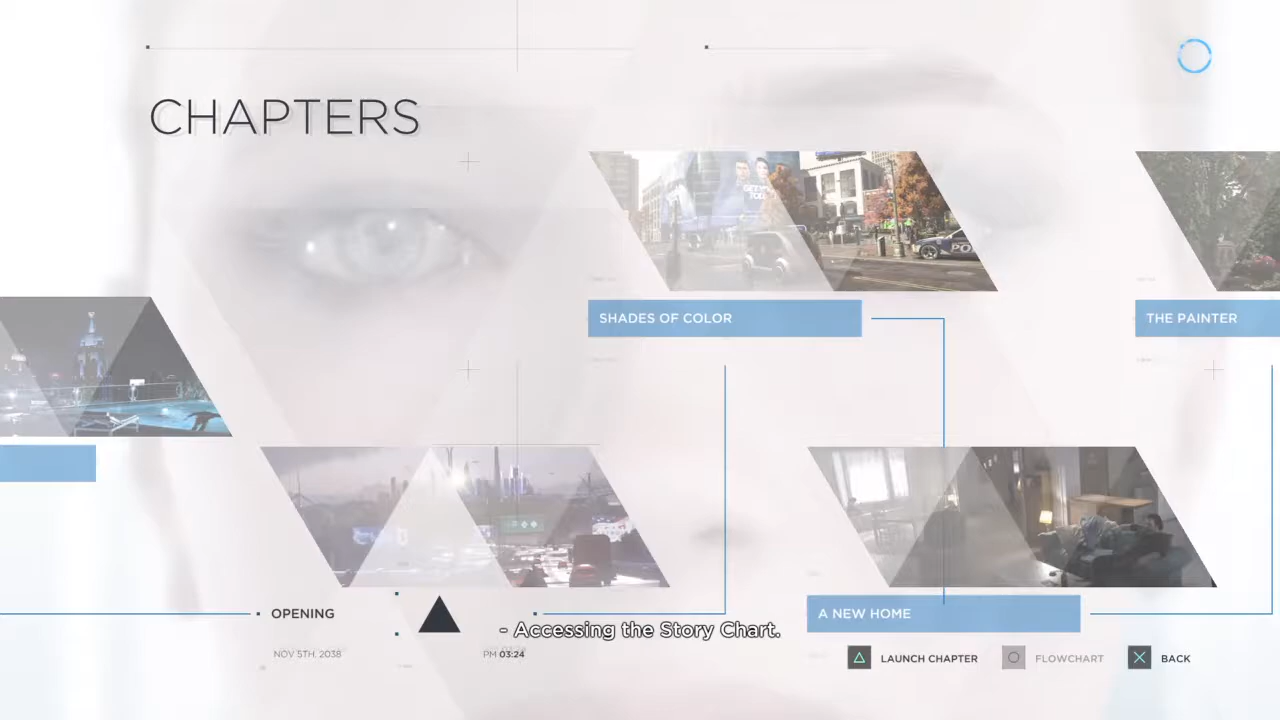 CHAPTERS
SHADES OF COLOR
THE PAINTER
OPENING
NOV 5TH. 2038
PM 03:24
- Accessing the Story Chart.
A NEW HOME
LAUNCH CHAPTER
FLOWCHART
BACK